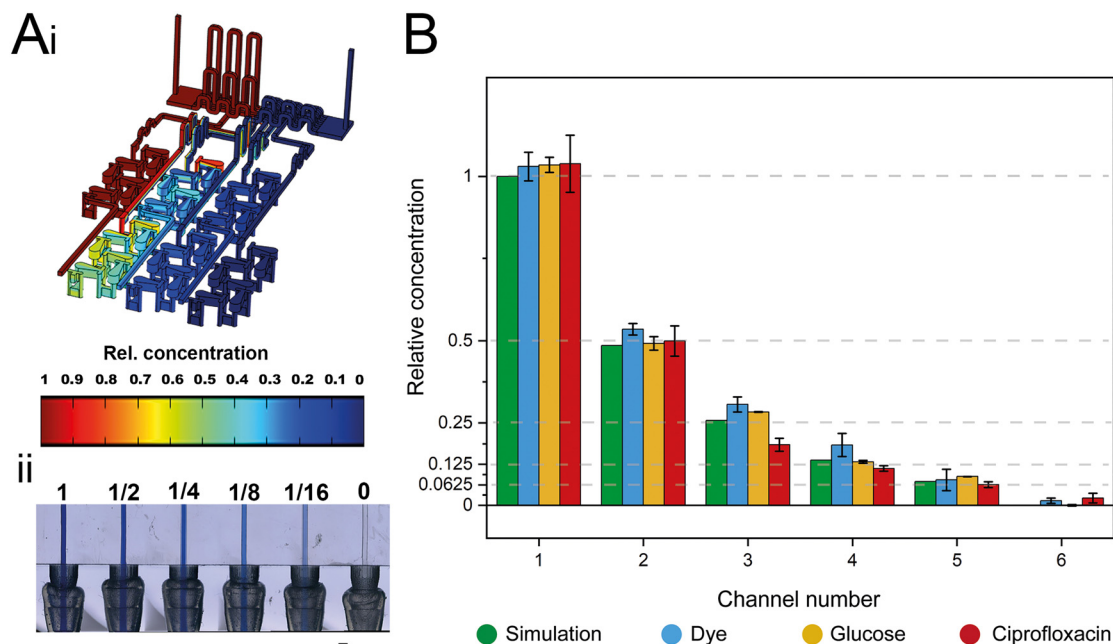 Ai
Rel. concentration
1 0.9 0.8 0.7 0.6 0.5 0.4 0.3 0.2 0.1 0
ii
1 1/2 1/4 1/8 1/16 0
B
Relative concentration
1
0.5
0.25
0.125
0.0625
0
1 2 3 4 5 6
Channel number
Simulation Dye Glucose Ciprofloxacin